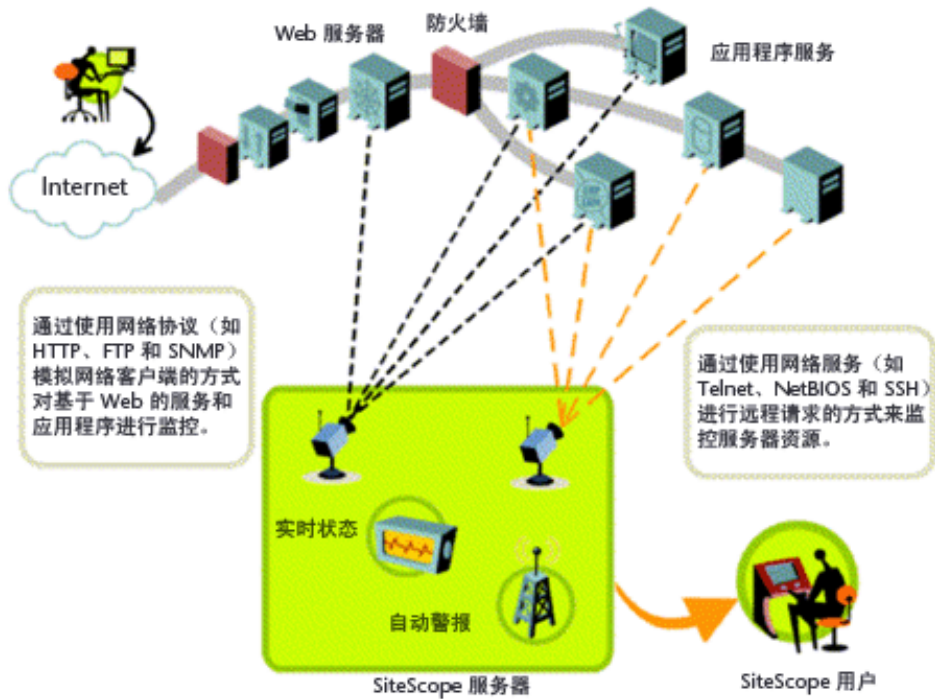 Web 服务器
防火墙
应用程序服务
Internet
通过使用网络协议（如
HTTP、FTP 和 SNMP）
模拟网络客户端的方式
对基于 Web 的服务和
应用程序进行监控。
通过使用网络服务（如
Telnet、NetBIOS 和 SSH）
进行远程请求的方式来监
控服务器资源。
实时状态
自动警报
SiteScope 服务器
SiteScope 用户